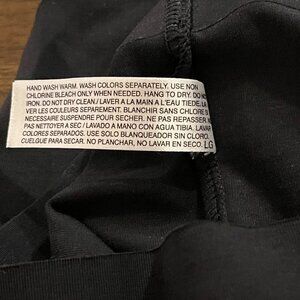 HAND WASH WARM. WASH COLORS SEPARATELY. USE NON
CHLORINE BLEACH ONLY WHEN NEEDED. HANG TO DRY. DO NOT
IRON. DO NOT DRY CLEAN / LAVER A LA MAIN A L'EAU TIEDE. LA
VER LES COULEURS SEPAREMENT. BLANCHIR SANS CHLORE SI
NECESSAIRE SUSPENDRE POUR SECHER. NE PAS REPASSER. NE
PAS NETTOYER A SEC / LAVADO A MANO CON AGUA TIBIA. LAVAR
COLORES SEPARADOS. USE SOLO BLANQUEADOR SIN CLORO.
CUELGUE PARA SECAR. NO PLANCHAR, NO LAVAR EN SECO. LG